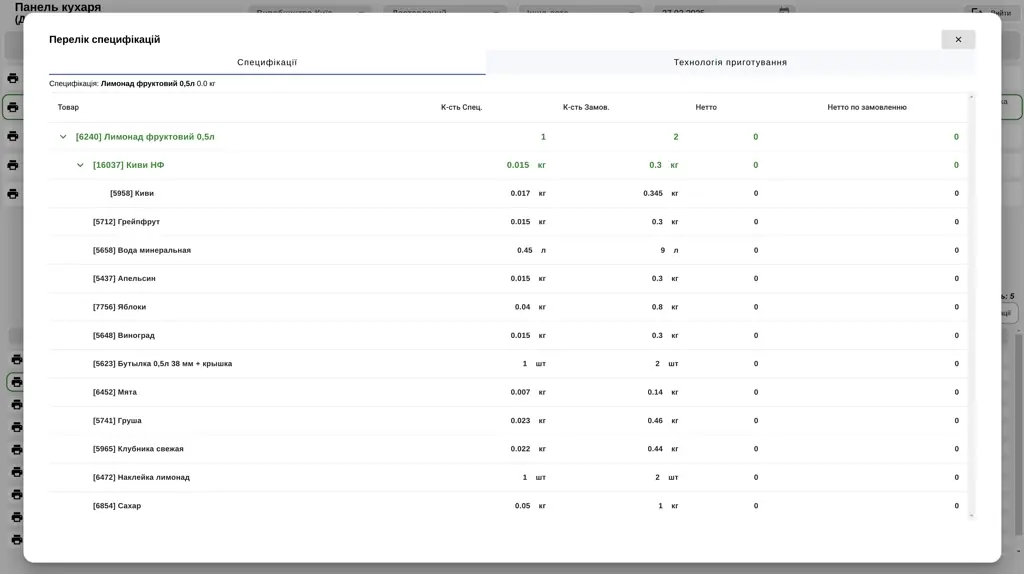 Панель кухаря
Перелік специфікацій
Специфікації
Технологія приготування
Специфікація: Лимонад фруктовий 0,5л 0.0 кг
Товар К-сть Спец. К-сть Замов. Нетто Нетто по замовленню
[6240] Лимонад фруктовий 0,5л 1 2 0 0
[16037] Киви НФ 0.015 кг 0.3 кг 0 0
[5958] Киви 0.017 кг 0.345 кг 0 0
[5712] Грейпфрут 0.015 кг 0.3 кг 0 0
[5658] Вода минеральная 0.45 л 9 л 0 0
[5437] Апельсин 0.015 кг 0.3 кг 0 0
[7756] Яблоки 0.04 кг 0.8 кг 0 0
[5648] Виноград 0.015 кг 0.3 кг 0 0
[5623] Бутылка 0,5л 38 мм + крышка 1 шт 2 шт 0 0
[6452] Мята 0.007 кг 0.14 кг 0 0
[5741] Груша 0.023 кг 0.46 кг 0 0
[5965] Клубника свежая 0.022 кг 0.44 кг 0 0
[6472] Наклейка лимонад 1 шт 2 шт 0 0
[6854] Сахар 0.05 кг 1 кг 0 0